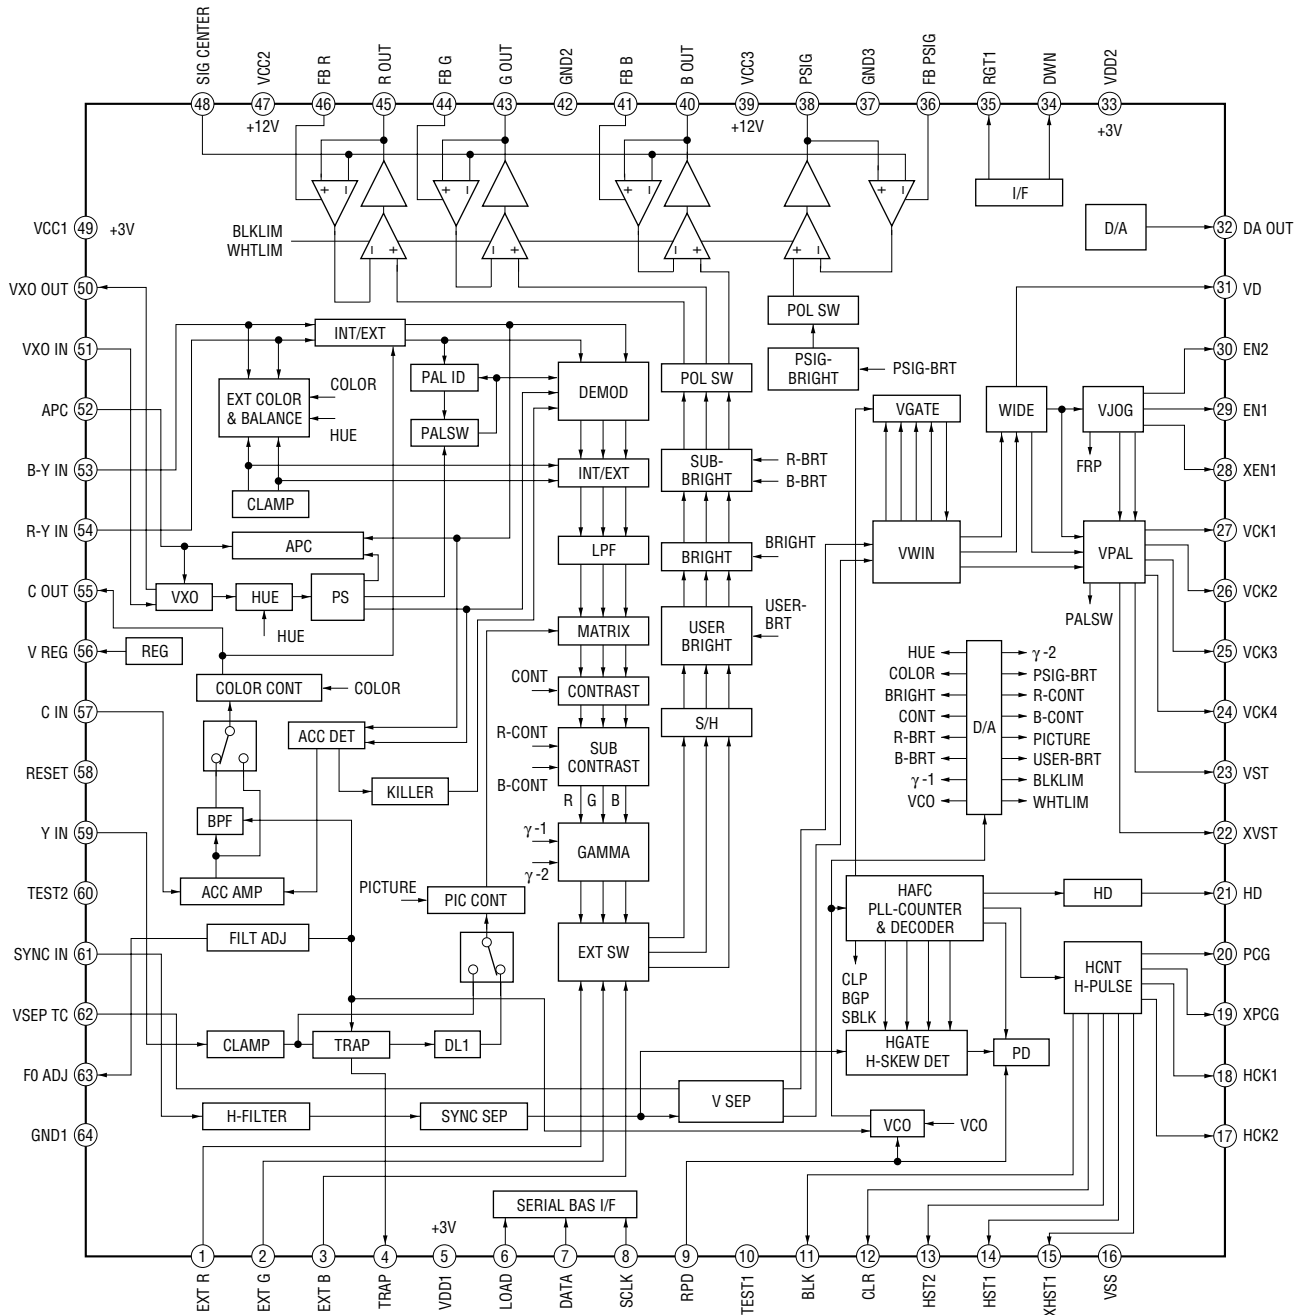 SIG CENTER
VCC2
FB R
R OUT
FB G
G OUT
GND2
FB B
B OUT
VCC3
PSIG
GND3
FB PSIG
RGT1
DWN
VDD2
48 47 46 45 44 43 42 41 40 39 38 37 36 35 34 33
+12V
+12V
+3V
+ − + − + − + −
I/F
VCC1 49 +3V
BLKLIM
WHTLIM
− + − + − + + −
D/A
32 DA OUT
VXO OUT 50
31 VD
POL SW
INT/EXT
VXO IN 51
30 EN2
PAL ID
DEMOD
POL SW
PSIG-
BRIGHT
PSIG-BRT
EXT COLOR
& BALANCE
COLOR
HUE
APC 52
PALSW
VGATE
WIDE
VJOG
29 EN1
FRP
B-Y IN 53
INT/EXT
SUB-
BRIGHT
R-BRT
B-BRT
28 XEN1
CLAMP
R-Y IN 54
APC
LPF
BRIGHT
BRIGHT
VWIN
VPAL
27 VCK1
C OUT 55
VXO
HUE
PS
HUE
26 VCK2
PALSW
MATRIX
USER
BRIGHT
USER-
BRT
V REG 56
REG
25 VCK3
COLOR CONT
COLOR
CONT
CONTRAST
HUE
COLOR
BRIGHT
CONT
R-BRT
B-BRT
γ-1
VCO
D/A
γ-2
PSIG-BRT
R-CONT
B-CONT
PICTURE
USER-BRT
BLKLIM
WHTLIM
C IN 57
24 VCK4
ACC DET
R-CONT
B-CONT
SUB
CONTRAST
S/H
RESET 58
23 VST
KILLER
R G B
BPF
Y IN 59
22 XVST
γ-1
γ-2
GAMMA
TEST2 60
ACC AMP
PICTURE
PIC CONT
HAFC
PLL-COUNTER
& DECODER
HD
21 HD
FILT ADJ
EXT SW
SYNC IN 61
HCNT
H-PULSE
20 PCG
CLP
BGP
SBLK
VSEP TC 62
19 XPCG
CLAMP
TRAP
DL1
HGATE
H-SKEW DET
PD
F0 ADJ 63
18 HCK1
H-FILTER
SYNC SEP
V SEP
VCO
VCO
GND1 64
17 HCK2
SERIAL BAS I/F
+3V
1 2 3 4 5 6 7 8 9 10 11 12 13 14 15 16
EXT R
EXT G
EXT B
TRAP
VDD1
LOAD
DATA
SCLK
RPD
TEST1
BLK
CLR
HST2
HST1
XHST1
VSS